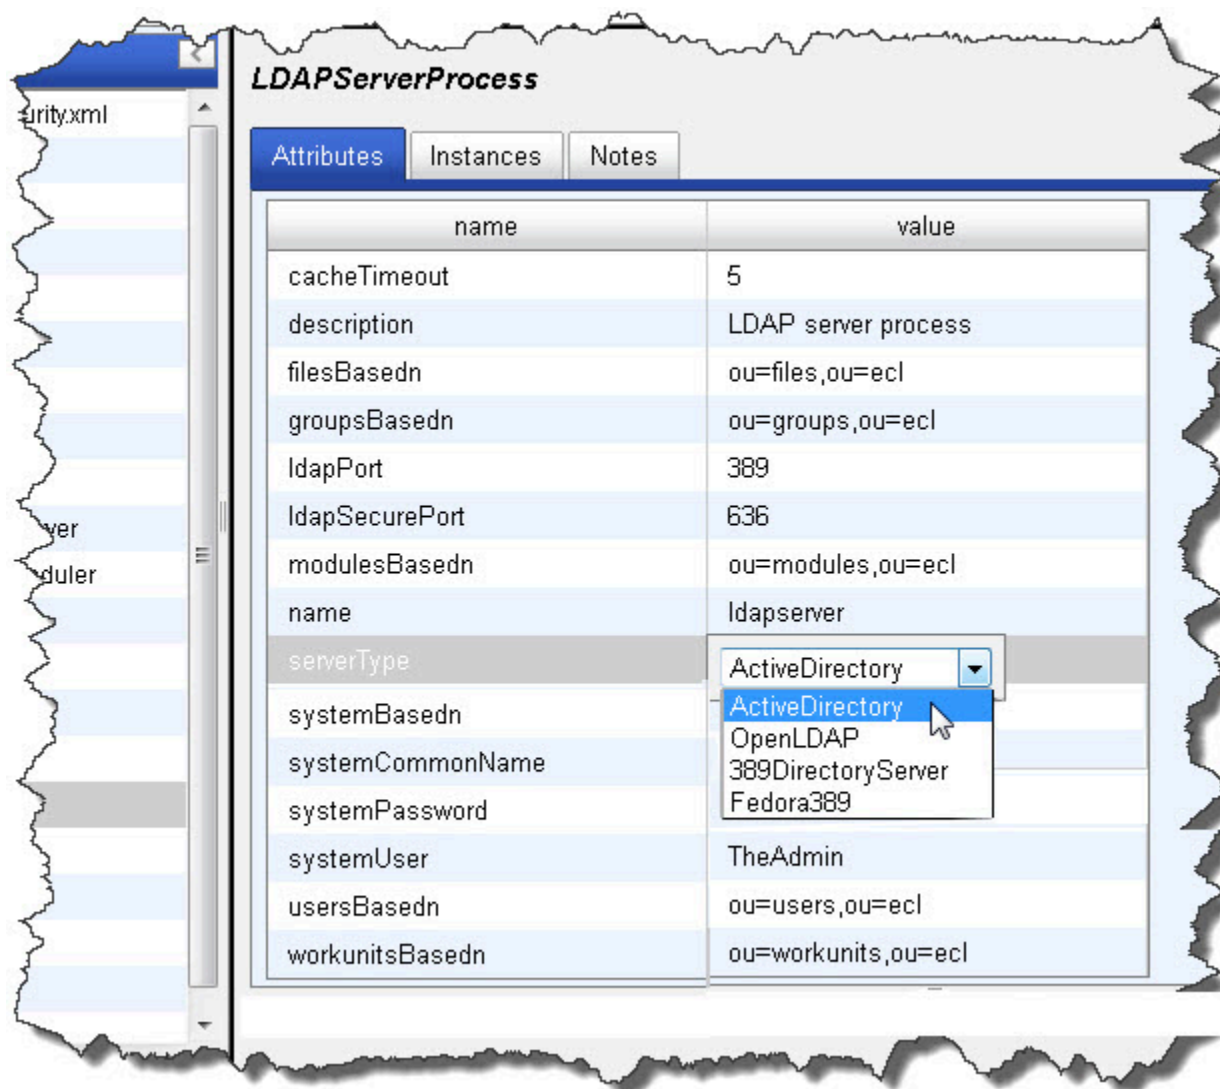 LDAPServerProcess
urity.xml
Attributes Instances Notes
name value
cacheTimeout 5
description LDAP server process
filesBasedn ou=files,ou=ecl
groupsBasedn ou=groups,ou=ecl
ldapPort 389
ldapSecurePort 636
ver
modulesBasedn ou=modules,ou=ecl
duler
name ldapserver
serverType ActiveDirectory
ActiveDirectory
systemBasedn
OpenLDAP
systemCommonName
389DirectoryServer
Fedora389
systemPassword
systemUser TheAdmin
usersBasedn ou=users,ou=ecl
workunitsBasedn ou=workunits,ou=ecl